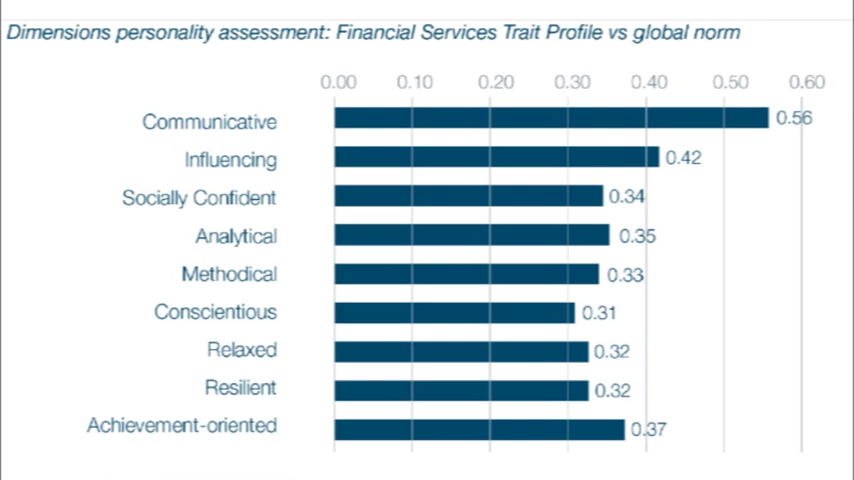 Dimensions personality assessment: Financial Services Trait Profile vs global norm
0.00 0.10 0.20 0.30 0.40 0.50 0.60
Communicative 0.56
Influencing 0.42
Socially Confident 0.34
Analytical 0.35
Methodical 0.33
Conscientious 0.31
Relaxed 0.32
Resilient 0.32
Achievement-oriented 0.37